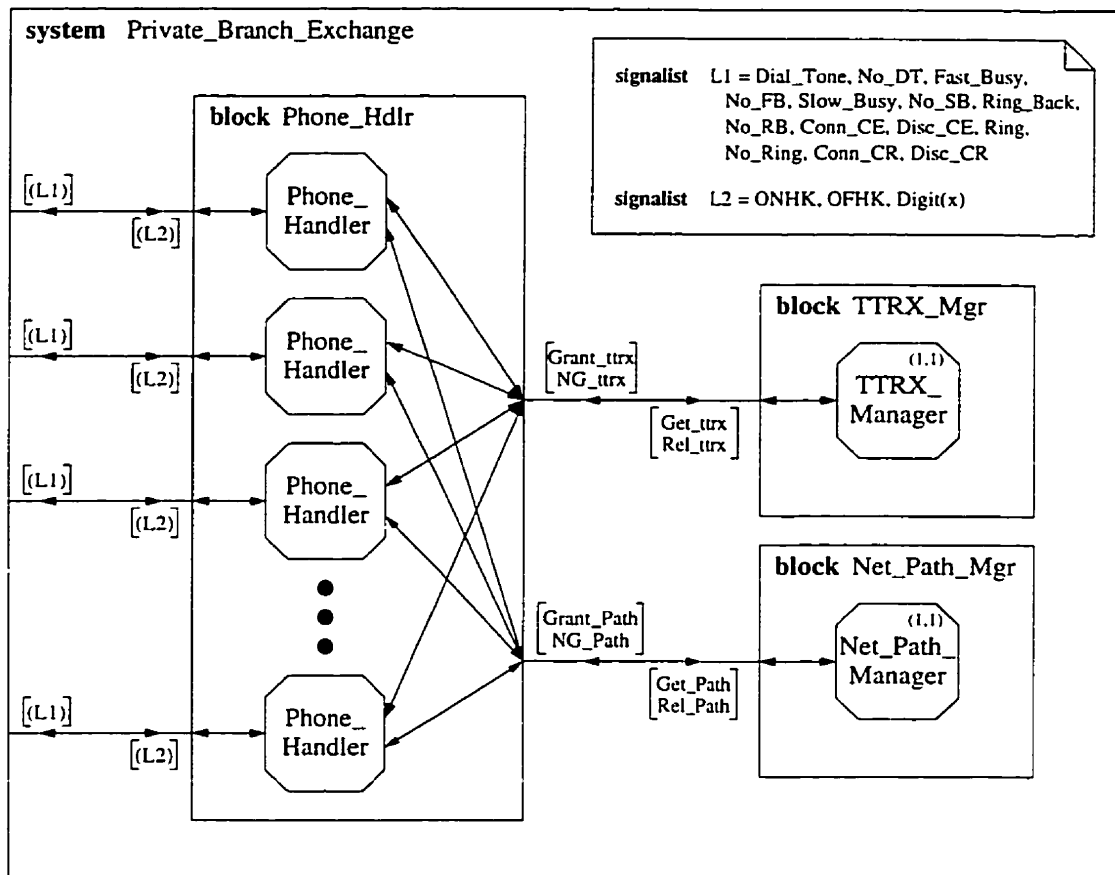 system Private_Branch_Exchange
signalist L1 = Dial_Tone, No_DT, Fast_Busy,
No_FB, Slow_Busy, No_SB, Ring_Back,
No_RB, Conn_CE, Disc_CE, Ring,
No_Ring, Conn_CR, Disc_CR
signalist L2 = ONHK, OFHK, Digit(x)
block Phone_Hdlr
[(L1)]
[(L2)]
Phone_
Handler
[(L1)]
[(L2)]
Phone_
Handler
[(L1)]
[(L2)]
Phone_
Handler
[(L1)]
[(L2)]
Phone_
Handler
[Grant_ttrx
NG_ttrx]
[Get_ttrx
Rel_ttrx]
block TTRX_Mgr
(1,1)
TTRX_
Manager
[Grant_Path
NG_Path]
[Get_Path
Rel_Path]
block Net_Path_Mgr
(1,1)
Net_Path_
Manager